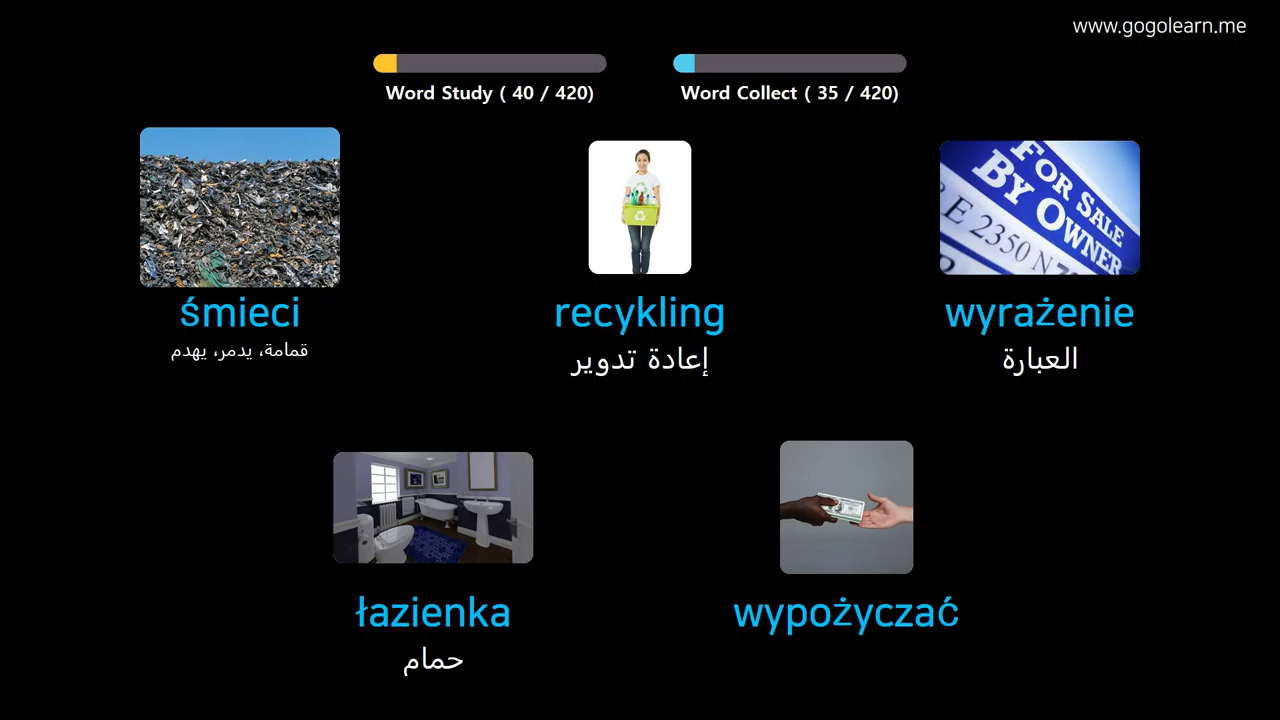 www.gogolearn.me
Word Study ( 40 / 420)
Word Collect ( 35 / 420)
FOR SALE
BY OWNER
E 2350 N
śmieci
recykling
wyrażenie
قمامة، يدمر، يهدم
إعادة تدوير
العبارة
łazienka
wypożyczać
حمام